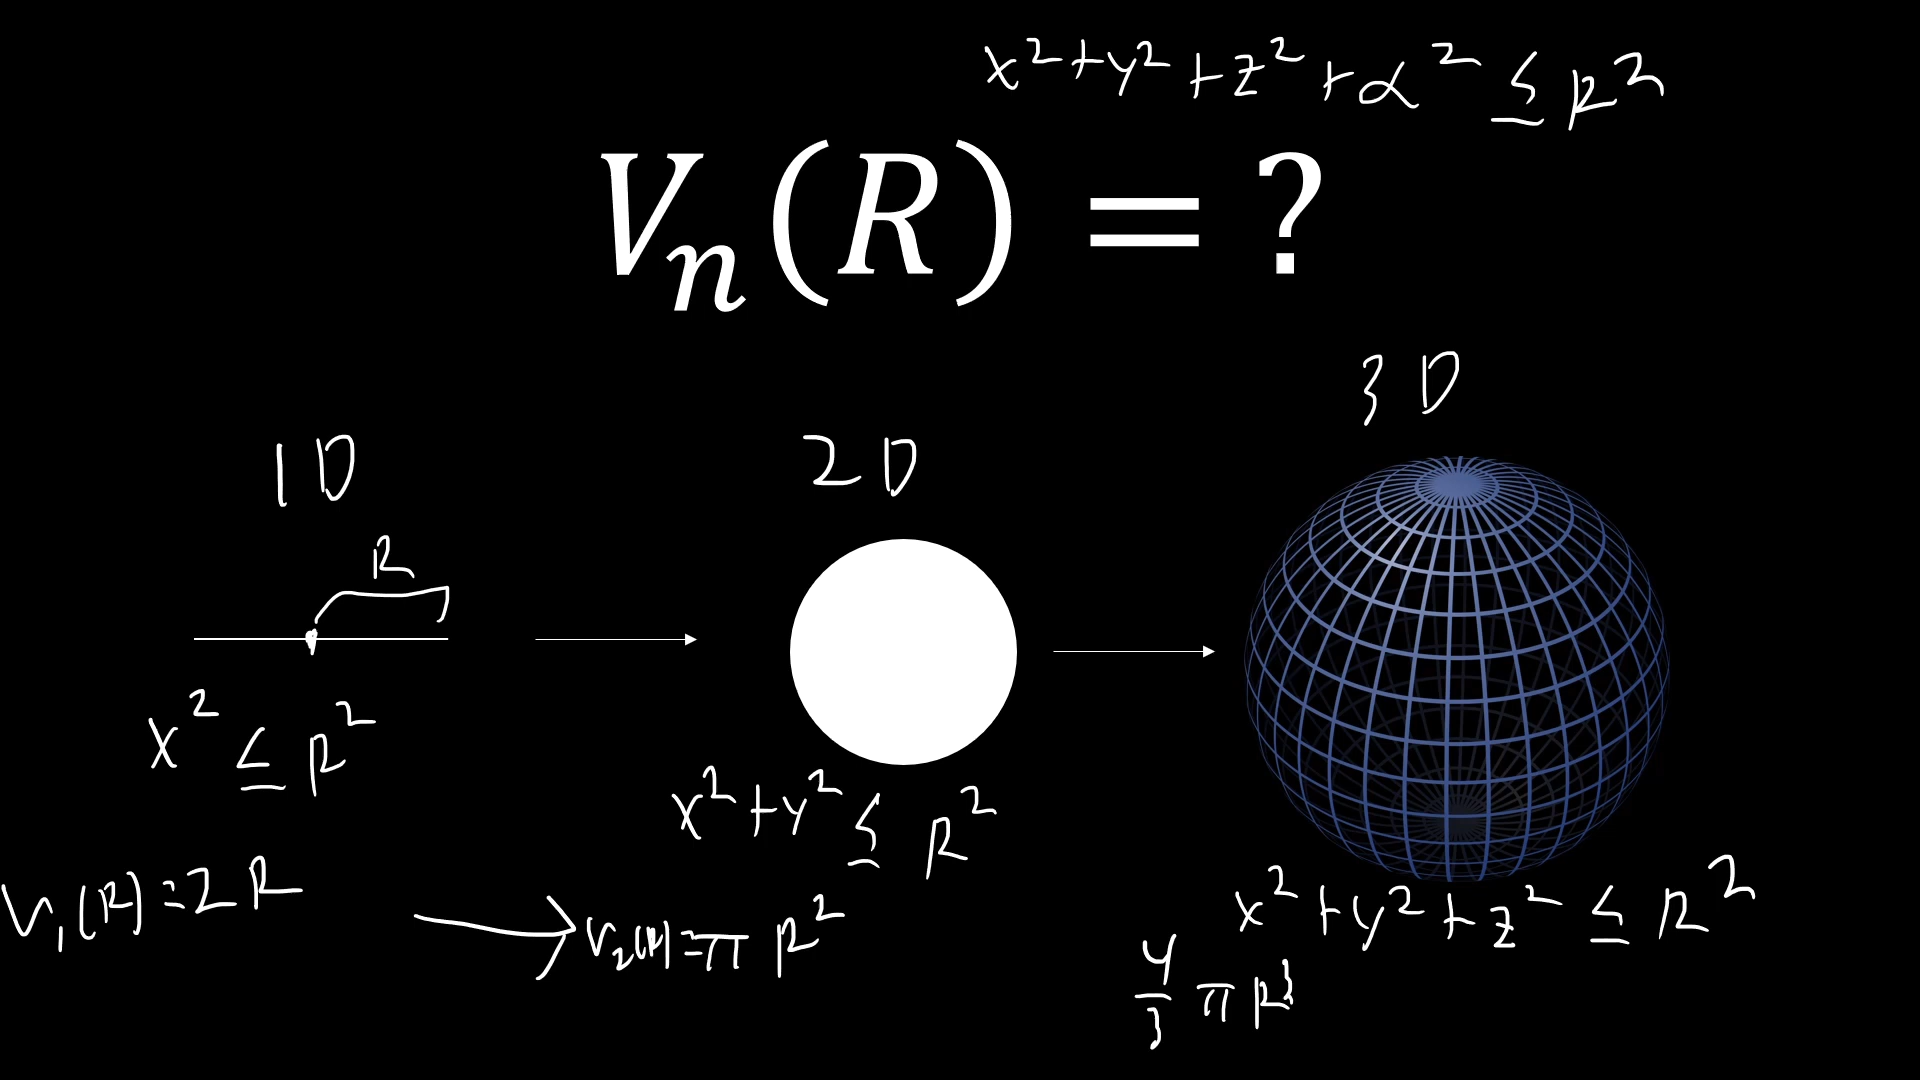 x² + y² + z² + α² ≤ R²
Vₙ(R) = ?
1D
2D
3D
R
x² ≤ R²
x² + y² ≤ R²
x² + y² + z² ≤ R²
V₁(R) = 2R
V₂(R) = πR²
4/3 πR³